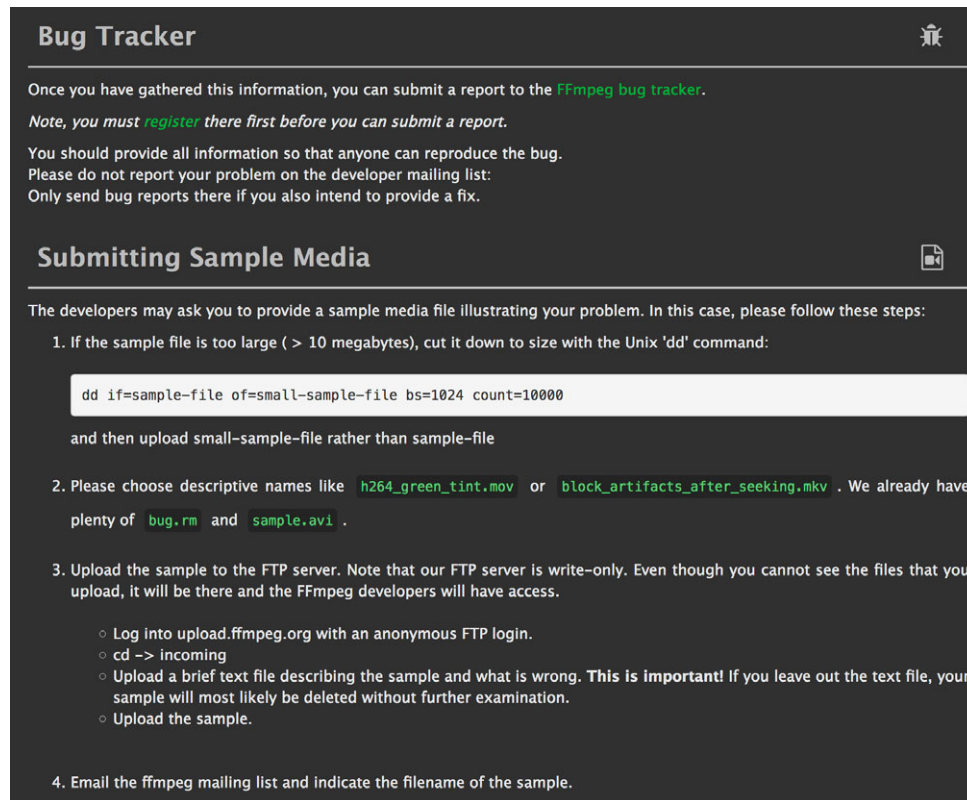 Bug Tracker
Once you have gathered this information, you can submit a report to the FFmpeg bug tracker.
Note, you must register there first before you can submit a report.
You should provide all information so that anyone can reproduce the bug.
Please do not report your problem on the developer mailing list:
Only send bug reports there if you also intend to provide a fix.
Submitting Sample Media
The developers may ask you to provide a sample media file illustrating your problem. In this case, please follow these steps:
1. If the sample file is too large ( > 10 megabytes), cut it down to size with the Unix 'dd' command:
dd if=sample-file of=small-sample-file bs=1024 count=10000
and then upload small-sample-file rather than sample-file
2. Please choose descriptive names like h264_green_tint.mov or block_artifacts_after_seeking.mkv . We already have
plenty of bug.rm and sample.avi .
3. Upload the sample to the FTP server. Note that our FTP server is write-only. Even though you cannot see the files that you
upload, it will be there and the FFmpeg developers will have access.
◦ Log into upload.ffmpeg.org with an anonymous FTP login.
◦ cd -> incoming
◦ Upload a brief text file describing the sample and what is wrong. This is important! If you leave out the text file, your
sample will most likely be deleted without further examination.
◦ Upload the sample.
4. Email the ffmpeg mailing list and indicate the filename of the sample.